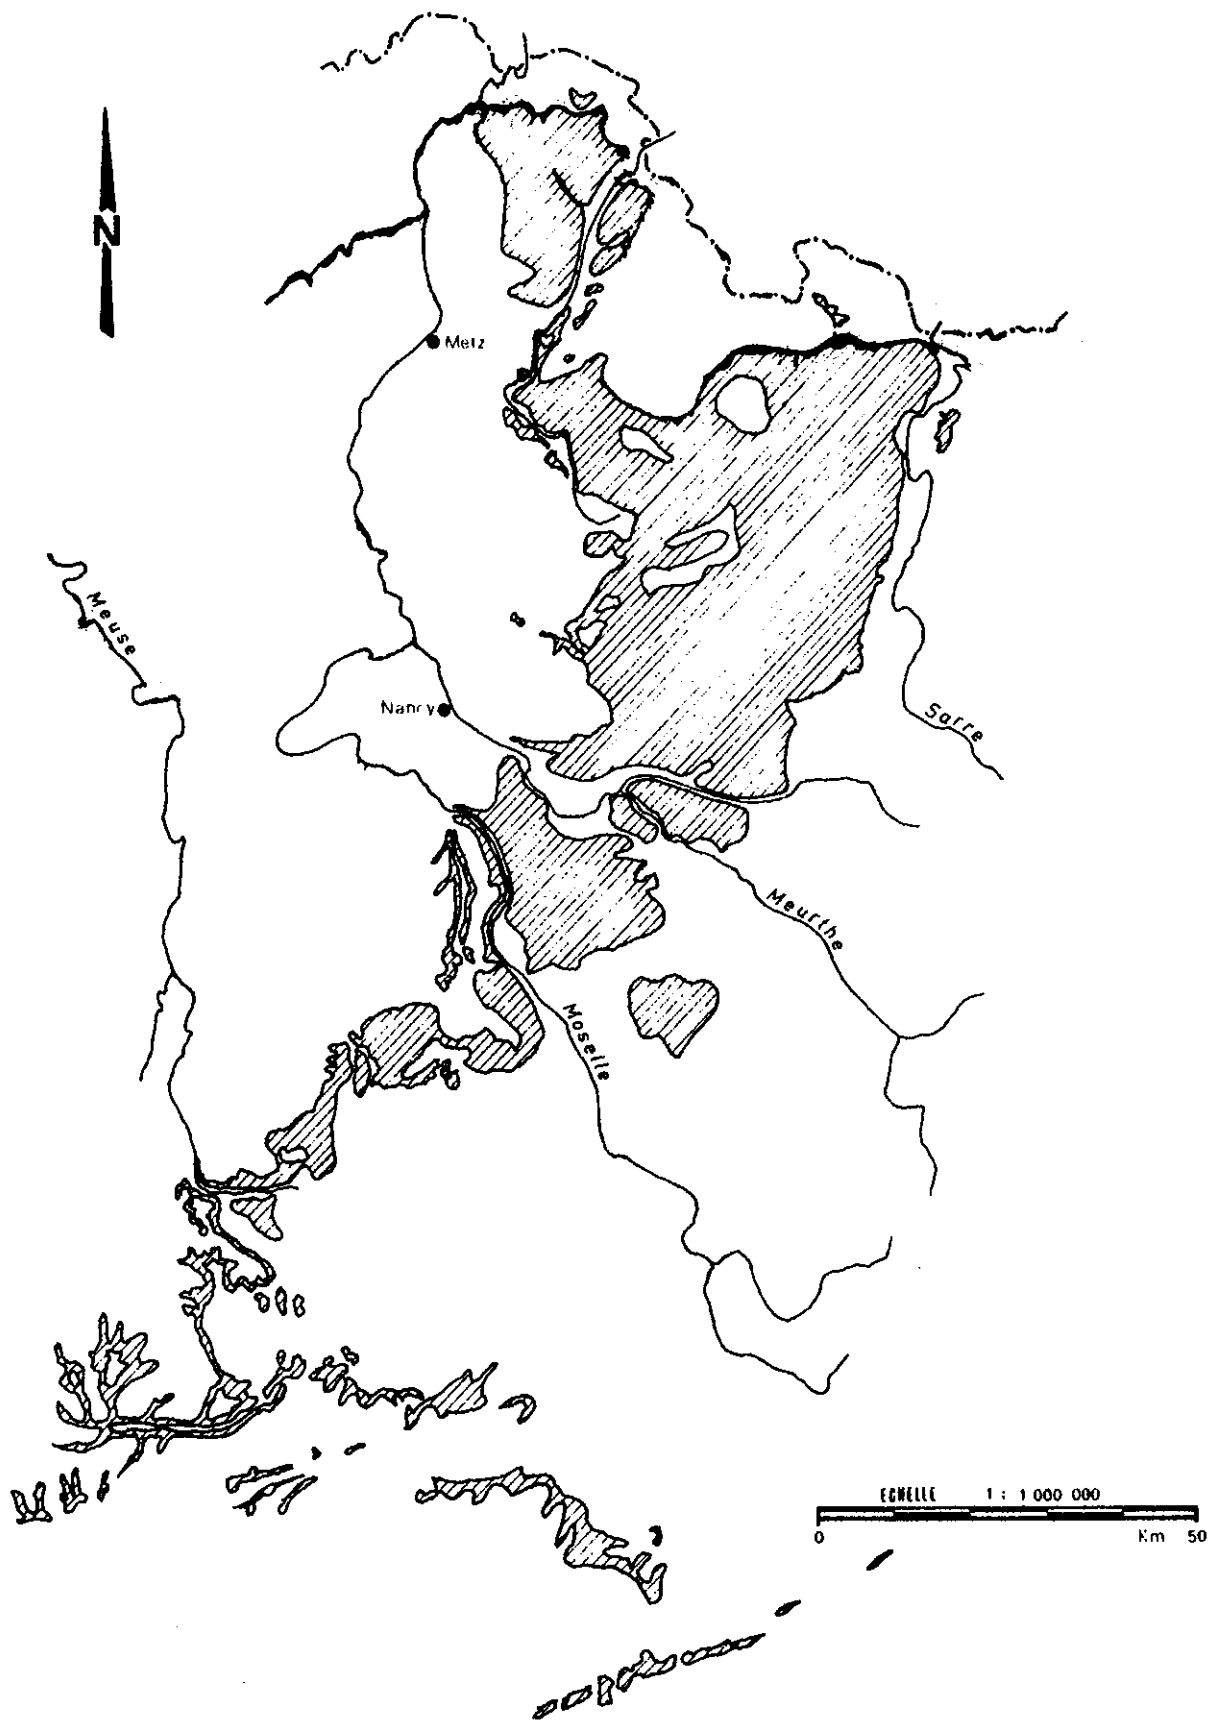 N
Metz
Meuse
Nancy
Sarre
Meurthe
Moselle
ECHELLE 1 : 1 000 000
0 Km 50